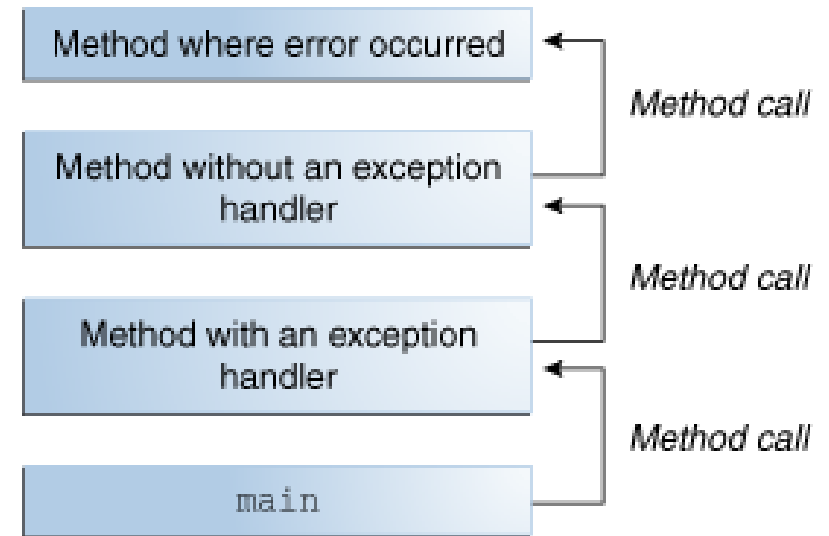 Method where error occurred
Method call
Method without an exception
handler
Method call
Method with an exception
handler
Method call
main